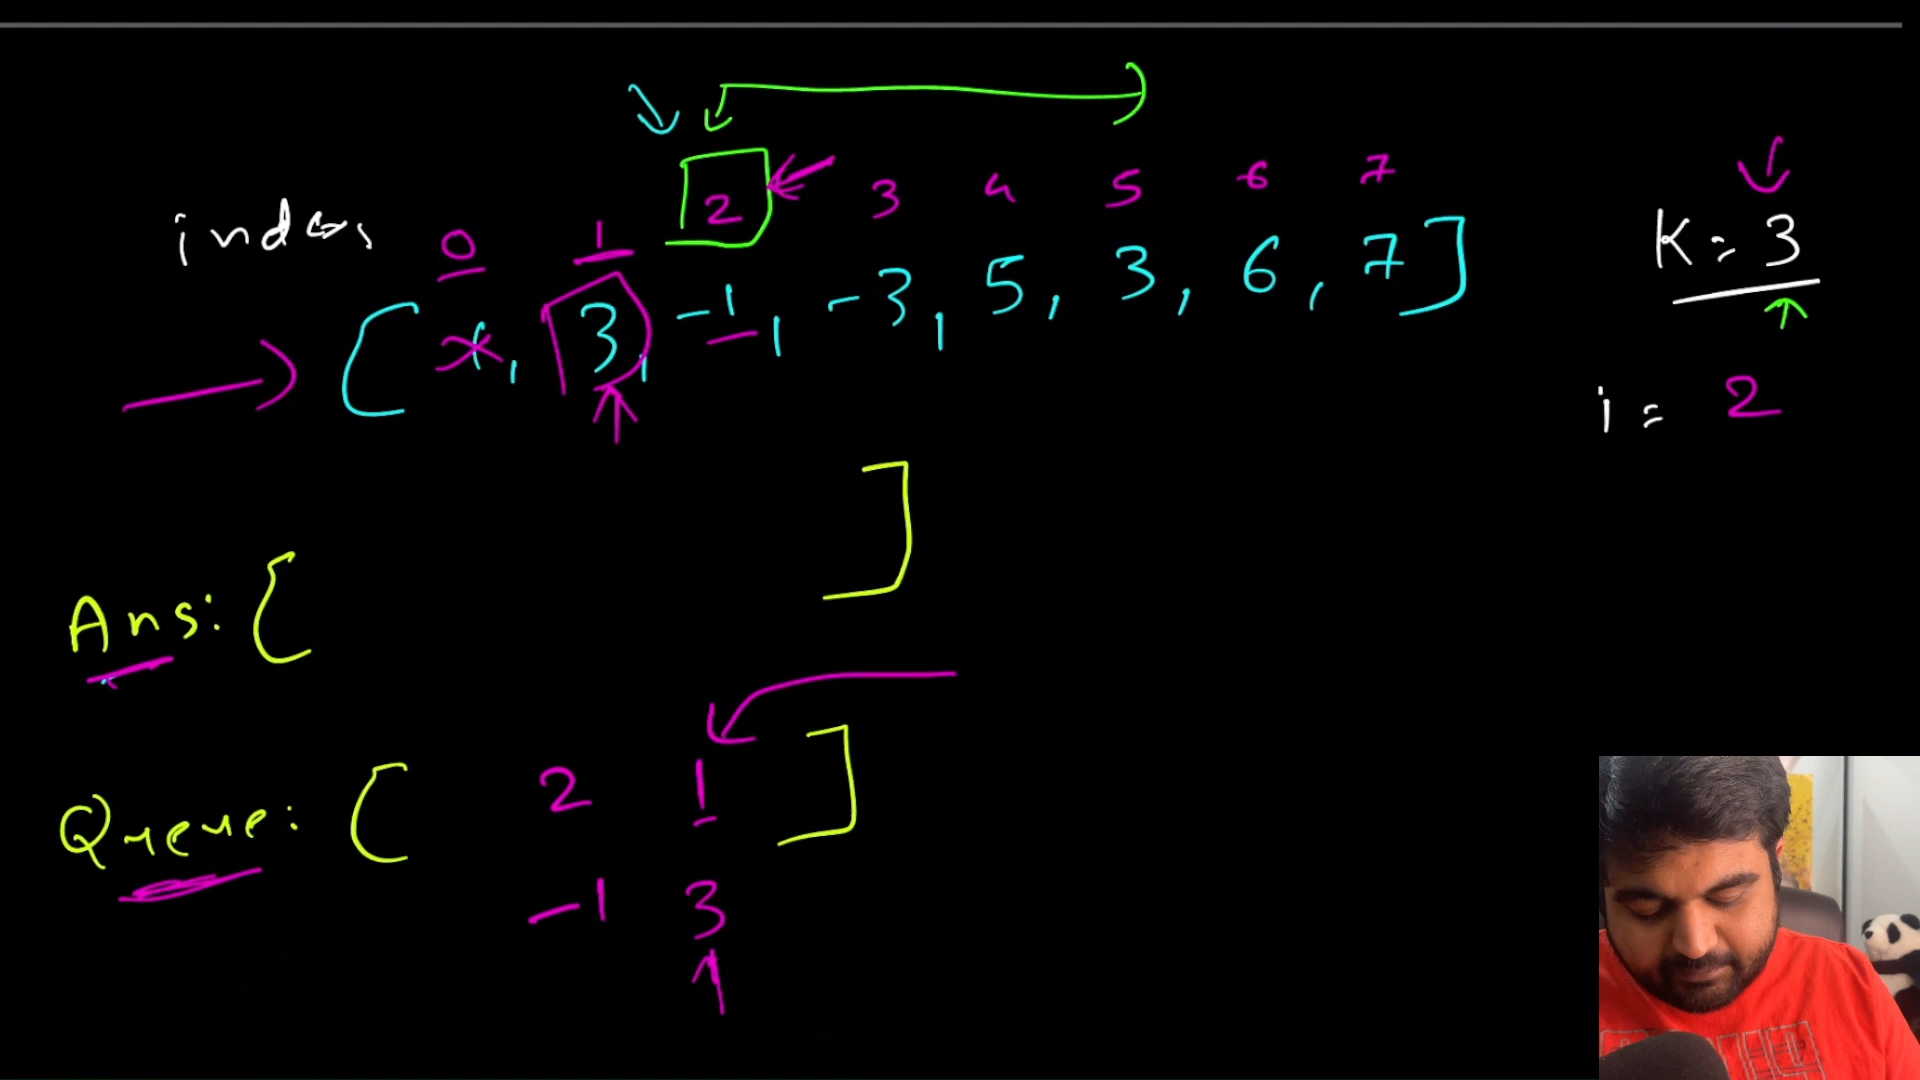 index 0 1 2 3 4 5 6 7
[ 1, 3, -1, -3, 5, 3, 6, 7 ]
K = 3
i = 2
Ans: [ ]
Queue: [ 2 1 ]
-1 3